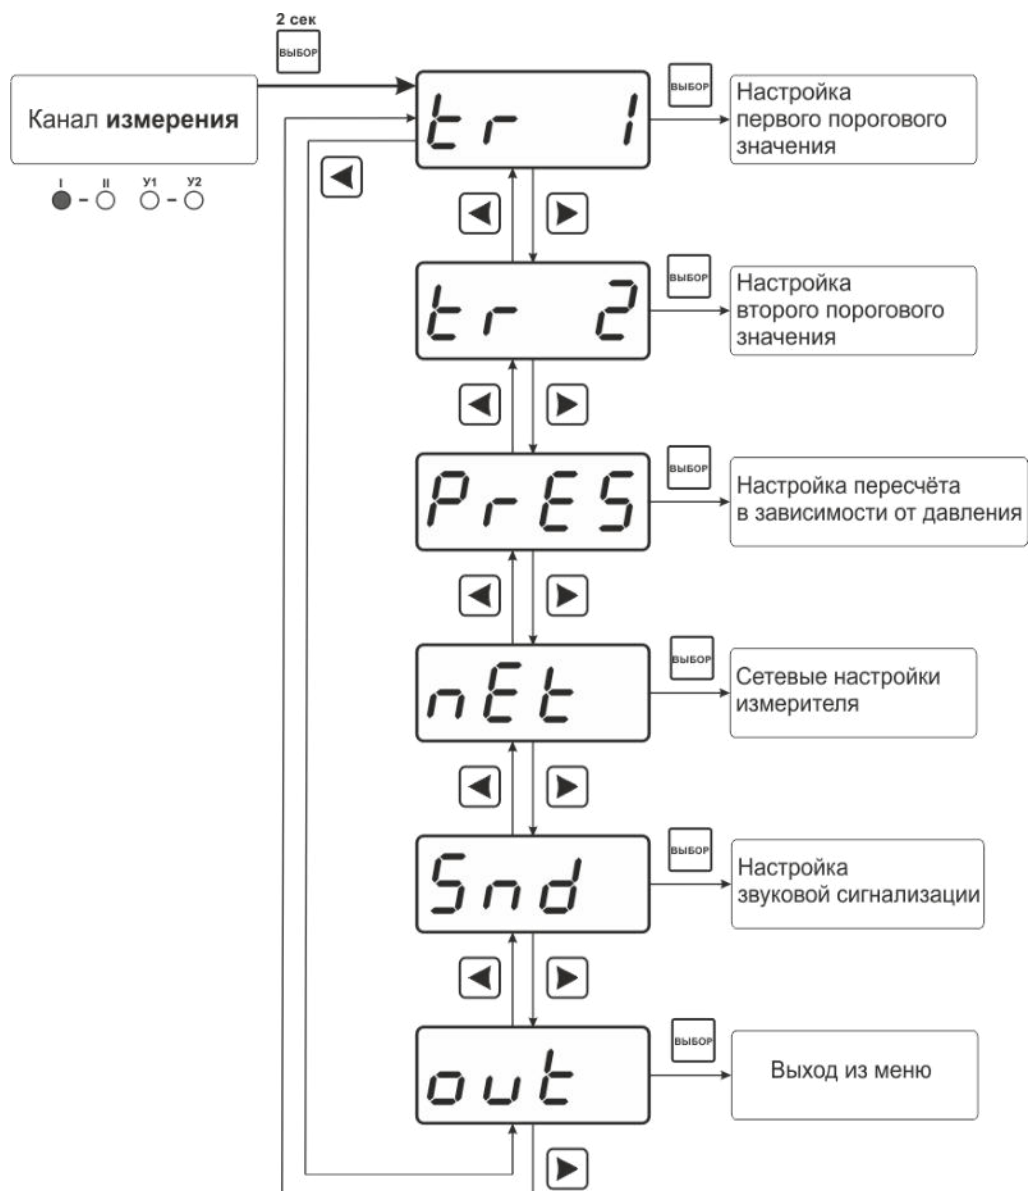 2 сек
ВЫБОР
Канал измерения
I II У1 У2
tr 1
ВЫБОР
Настройка
первого порогового
значения
tr 2
ВЫБОР
Настройка
второго порогового
значения
PrES
ВЫБОР
Настройка пересчёта
в зависимости от давления
nEt
ВЫБОР
Сетевые настройки
измерителя
Snd
ВЫБОР
Настройка
звуковой сигнализации
out
ВЫБОР
Выход из меню